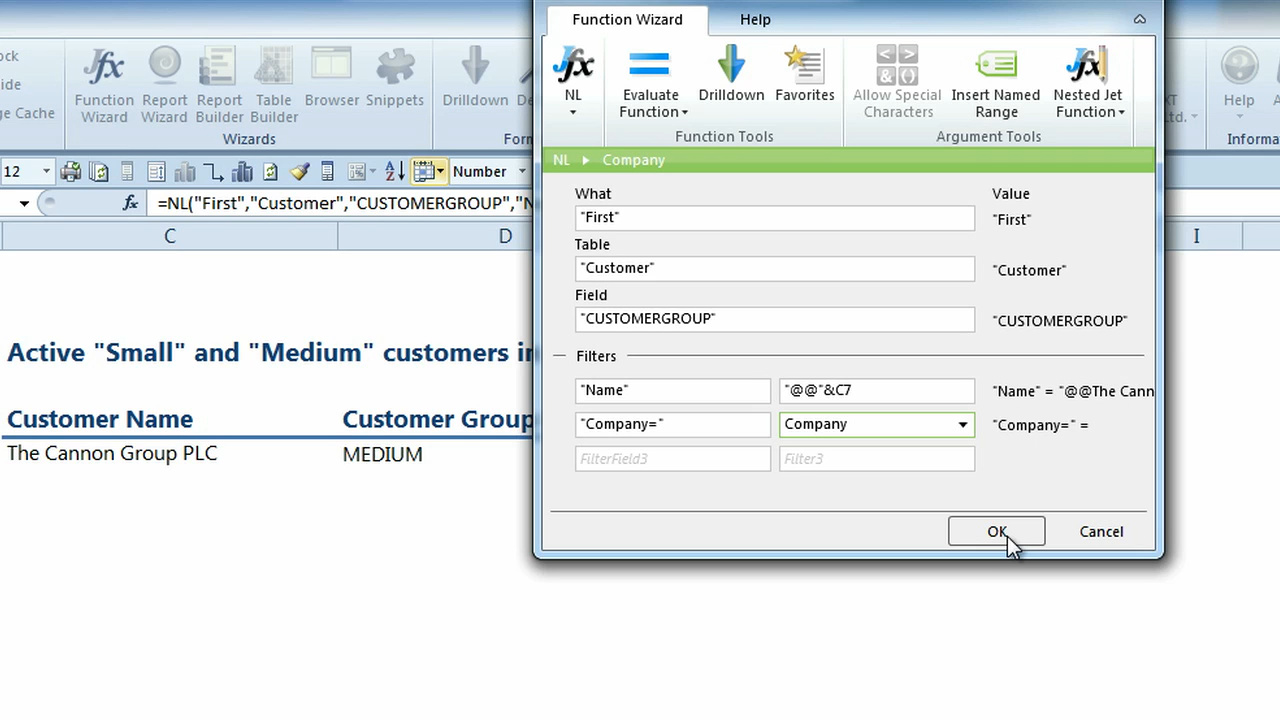 Function Wizard Help
ock
ide
ge Cache
Function Wizard
Report Wizard
Report Builder
Table Builder
Browser
Snippets
Wizards
Drilldown
De
Form
NL
Evaluate Function
Drilldown
Favorites
Function Tools
Allow Special Characters
Insert Named Range
Nested Jet Function
Argument Tools
XT
Ltd.
Help
Informa
12
Number
=NL("First","Customer","CUSTOMERGROUP","N
C D I
NL Company
What Value
"First" "First"
Table
"Customer" "Customer"
Field
"CUSTOMERGROUP" "CUSTOMERGROUP"
Filters
"Name" "@@"&C7 "Name" = "@@The Cann
"Company=" Company "Company=" =
FilterField3 Filter3
OK Cancel
Active "Small" and "Medium" customers in
Customer Name Customer Group
The Cannon Group PLC MEDIUM